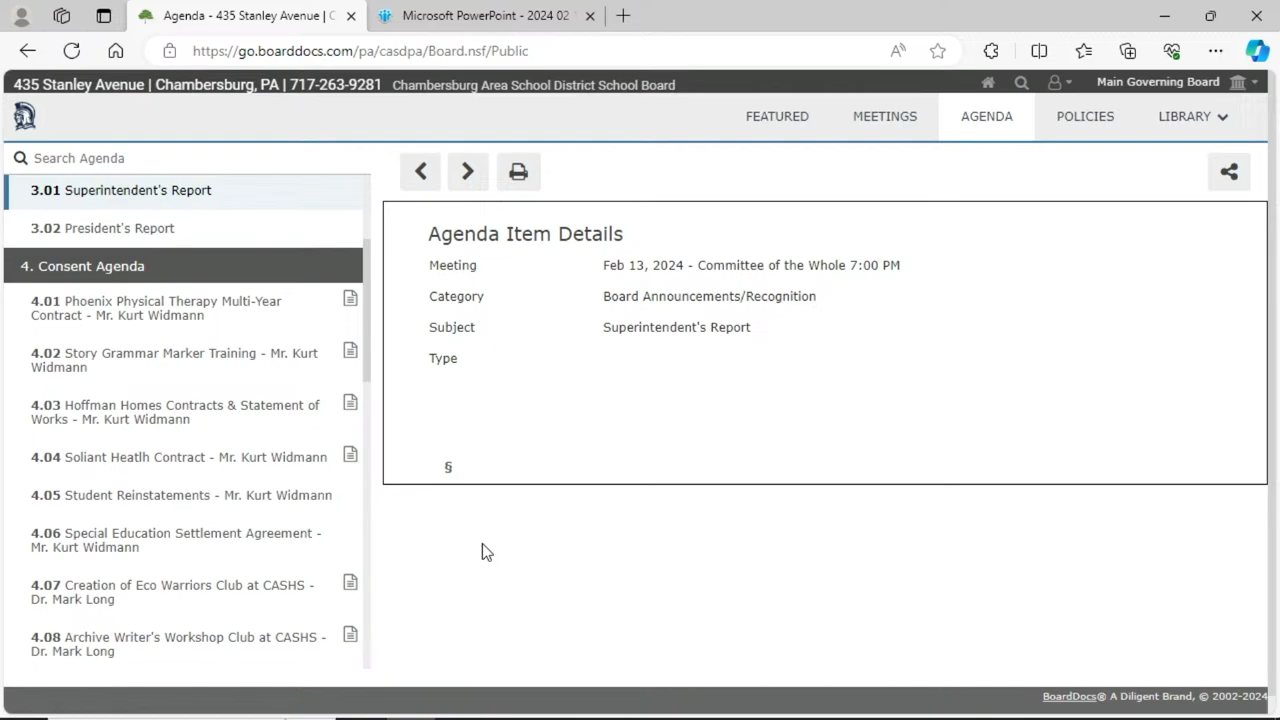 Agenda - 435 Stanley Avenue | C
Microsoft PowerPoint - 2024 02 1
https://go.boarddocs.com/pa/casdpa/Board.nsf/Public
435 Stanley Avenue | Chambersburg, PA | 717-263-9281 Chambersburg Area School District School Board
Main Governing Board
FEATURED
MEETINGS
AGENDA
POLICIES
LIBRARY
Search Agenda
3.01 Superintendent's Report
3.02 President's Report
4. Consent Agenda
4.01 Phoenix Physical Therapy Multi-Year
Contract - Mr. Kurt Widmann
4.02 Story Grammar Marker Training - Mr. Kurt
Widmann
4.03 Hoffman Homes Contracts & Statement of
Works - Mr. Kurt Widmann
4.04 Soliant Heatlh Contract - Mr. Kurt Widmann
4.05 Student Reinstatements - Mr. Kurt Widmann
4.06 Special Education Settlement Agreement -
Mr. Kurt Widmann
4.07 Creation of Eco Warriors Club at CASHS -
Dr. Mark Long
4.08 Archive Writer's Workshop Club at CASHS -
Dr. Mark Long
Agenda Item Details
Meeting Feb 13, 2024 - Committee of the Whole 7:00 PM
Category Board Announcements/Recognition
Subject Superintendent's Report
Type
§
BoardDocs® A Diligent Brand, © 2002-2024